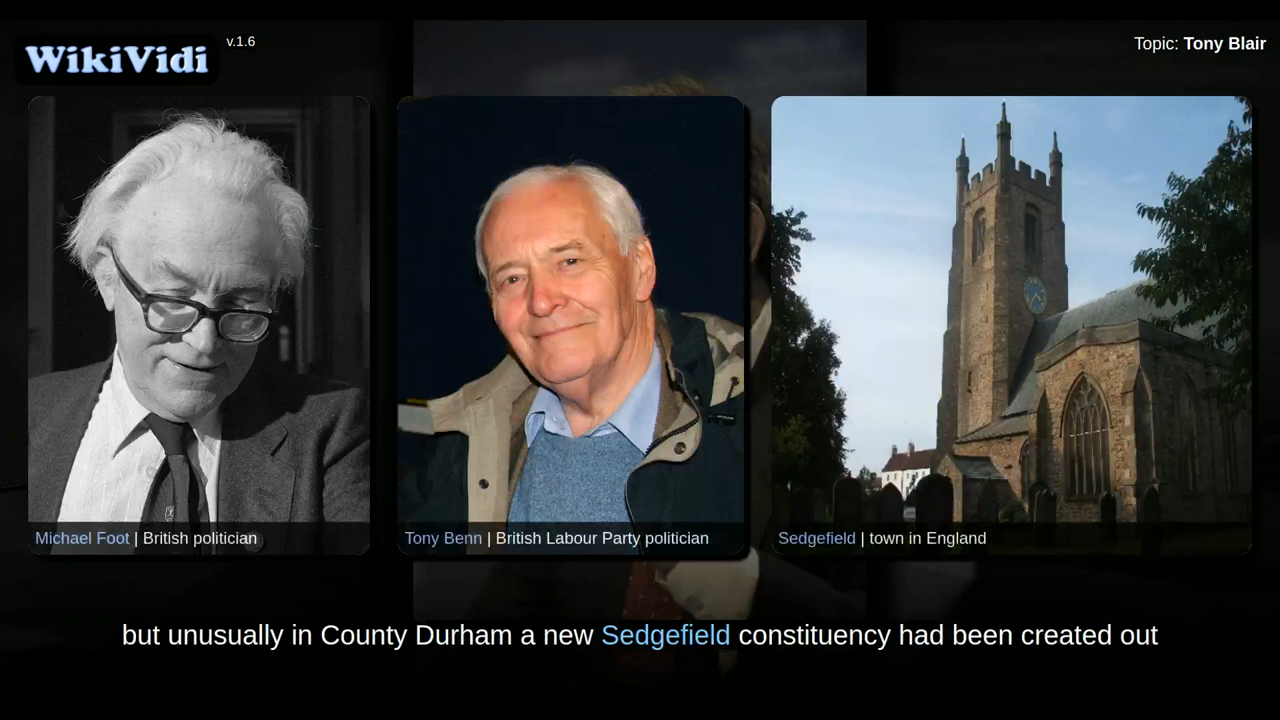 WikiVidi
v.1.6
Topic: Tony Blair
Michael Foot | British politician
Tony Benn | British Labour Party politician
Sedgefield | town in England
but unusually in County Durham a new Sedgefield constituency had been created out